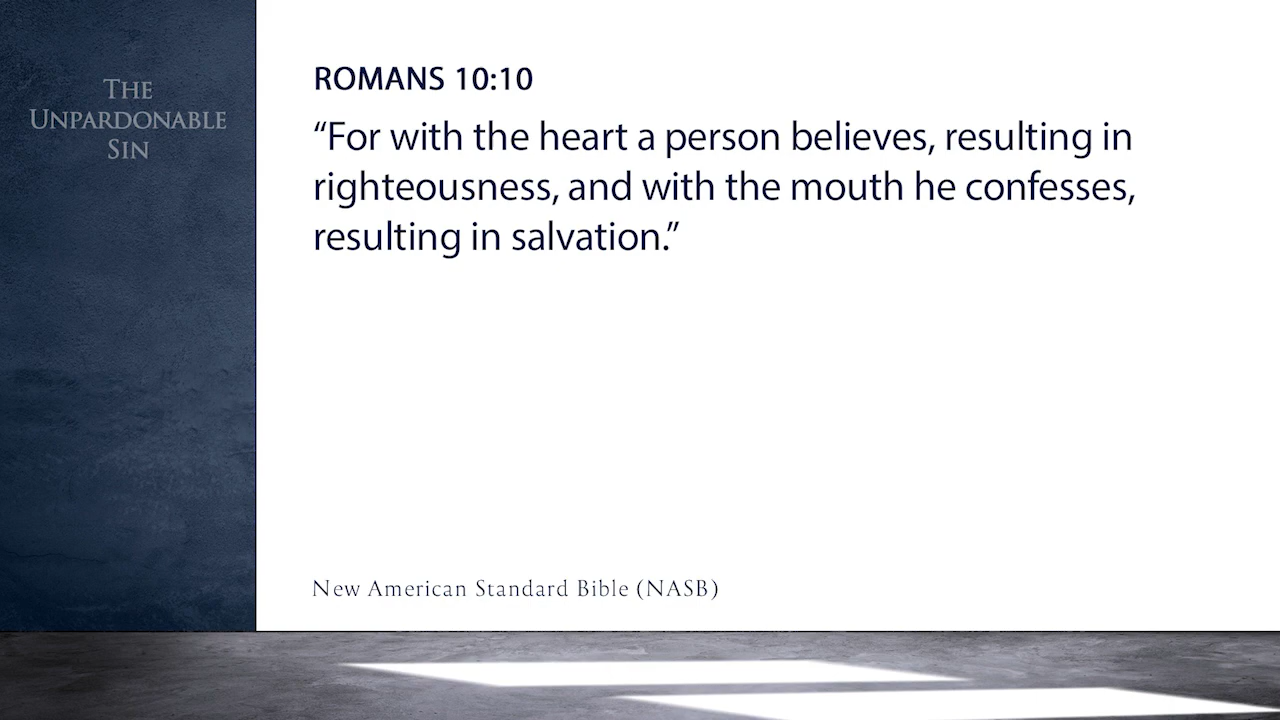 The
Unpardonable
Sin
ROMANS 10:10
“For with the heart a person believes, resulting in
righteousness, and with the mouth he confesses,
resulting in salvation.”
New American Standard Bible (NASB)